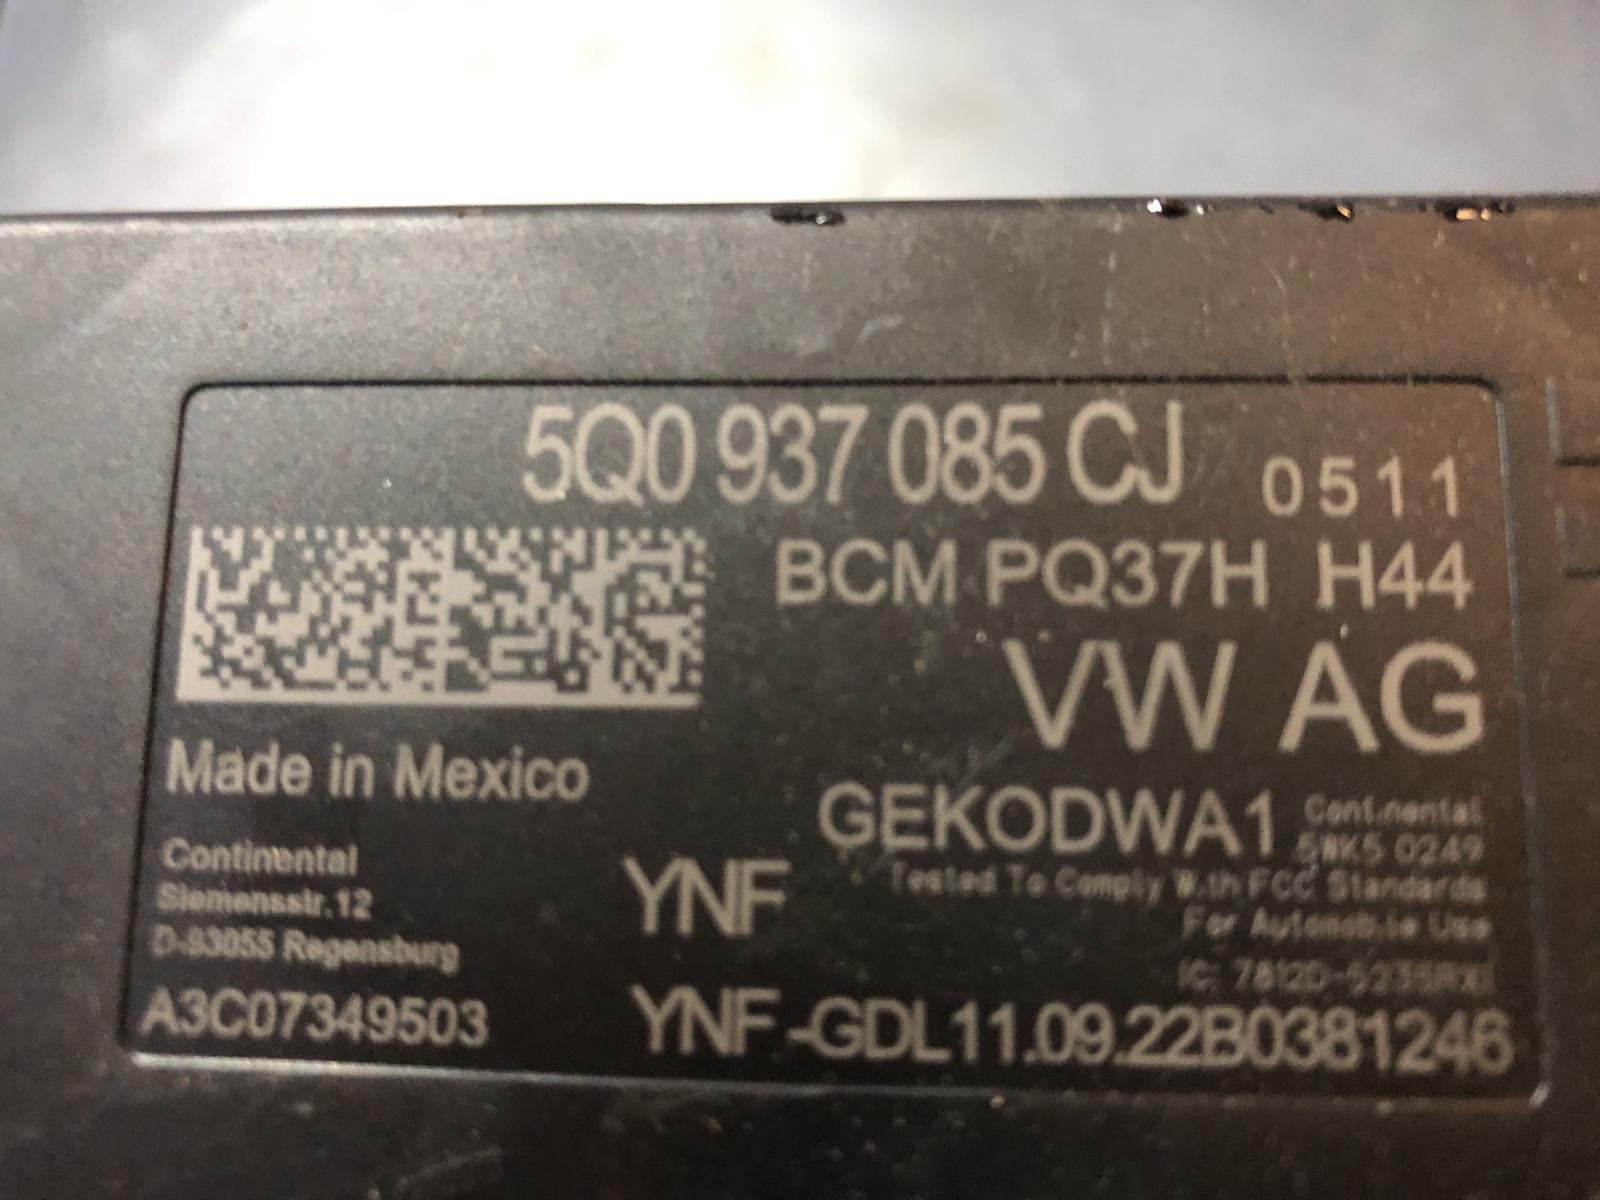 5Q0 937 085 CJ 0511
BCM PQ37H H44
VW AG
Made in Mexico
GEKODWA1
Continental
5WK5 0249
Continental
Siemensstr.12
D-93055 Regensburg
YNF
Tested To Comply With FCC Standards
For Automobile Use
IC:
A3C07349503
YNF-GDL11.09.22B0381246